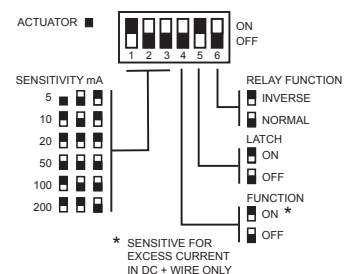 ACTUATOR
ON
OFF
1 2 3 4 5 6
SENSITIVITY mA
5
10
20
50
100
200
RELAY FUNCTION
INVERSE
NORMAL
LATCH
ON
OFF
FUNCTION
ON *
OFF
* SENSITIVE FOR
EXCESS CURRENT
IN DC + WIRE ONLY